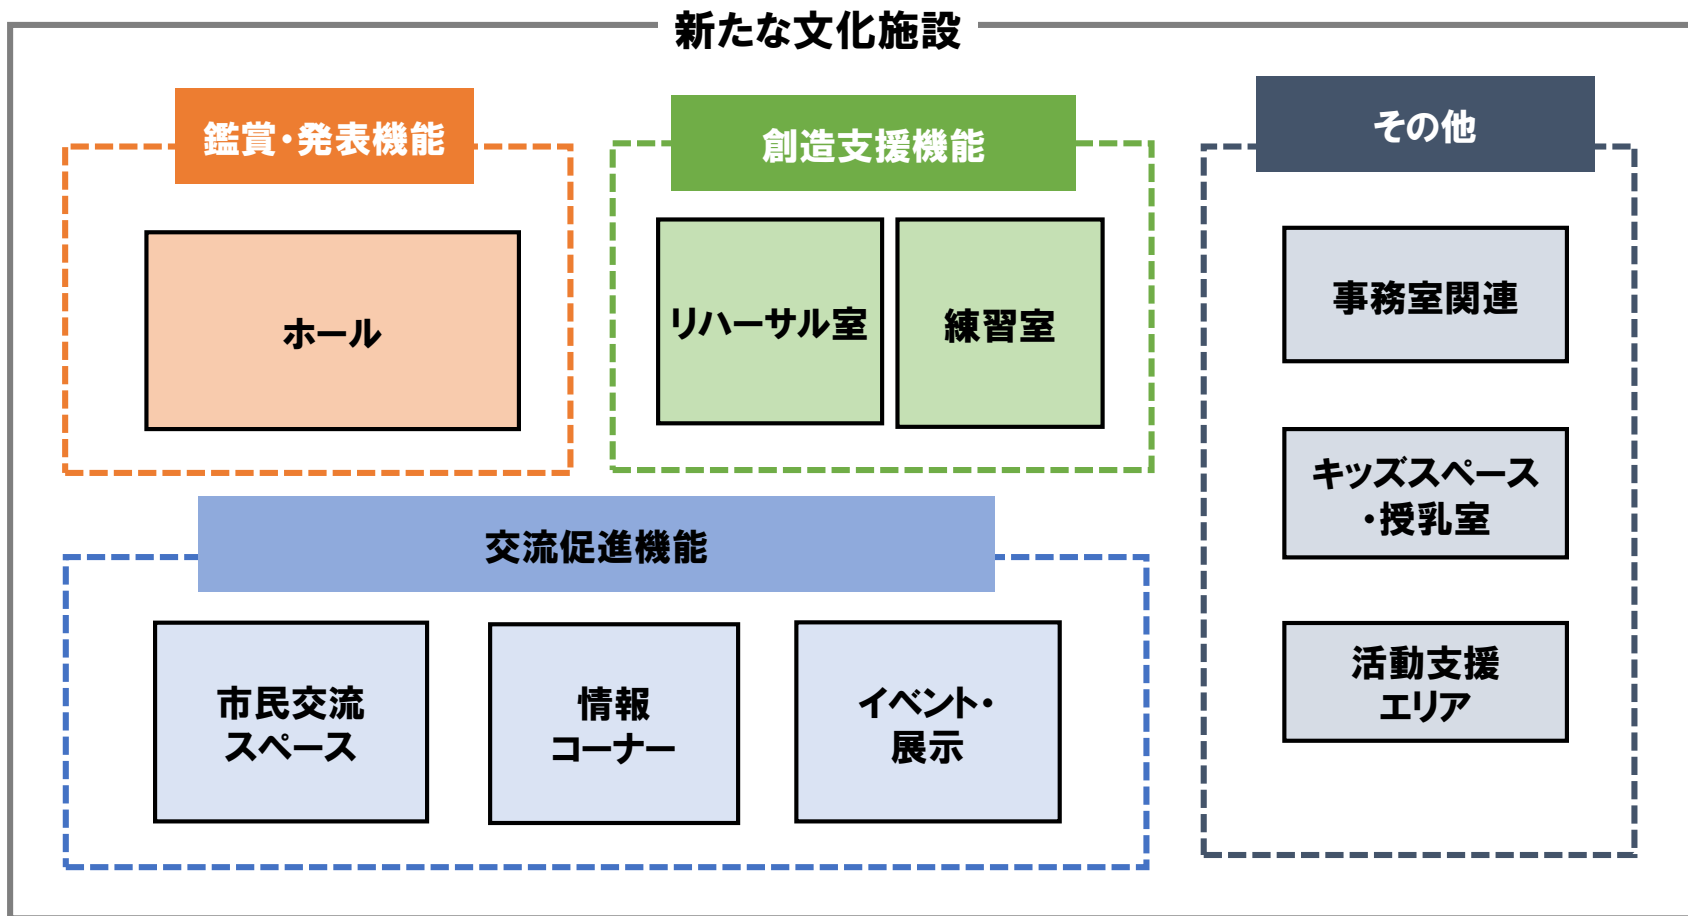 新たな文化施設
鑑賞・発表機能
ホール
創造支援機能
リハーサル室
練習室
交流促進機能
市民交流
スペース
情報
コーナー
イベント・
展示
その他
事務室関連
キッズスペース
・授乳室
活動支援
エリア